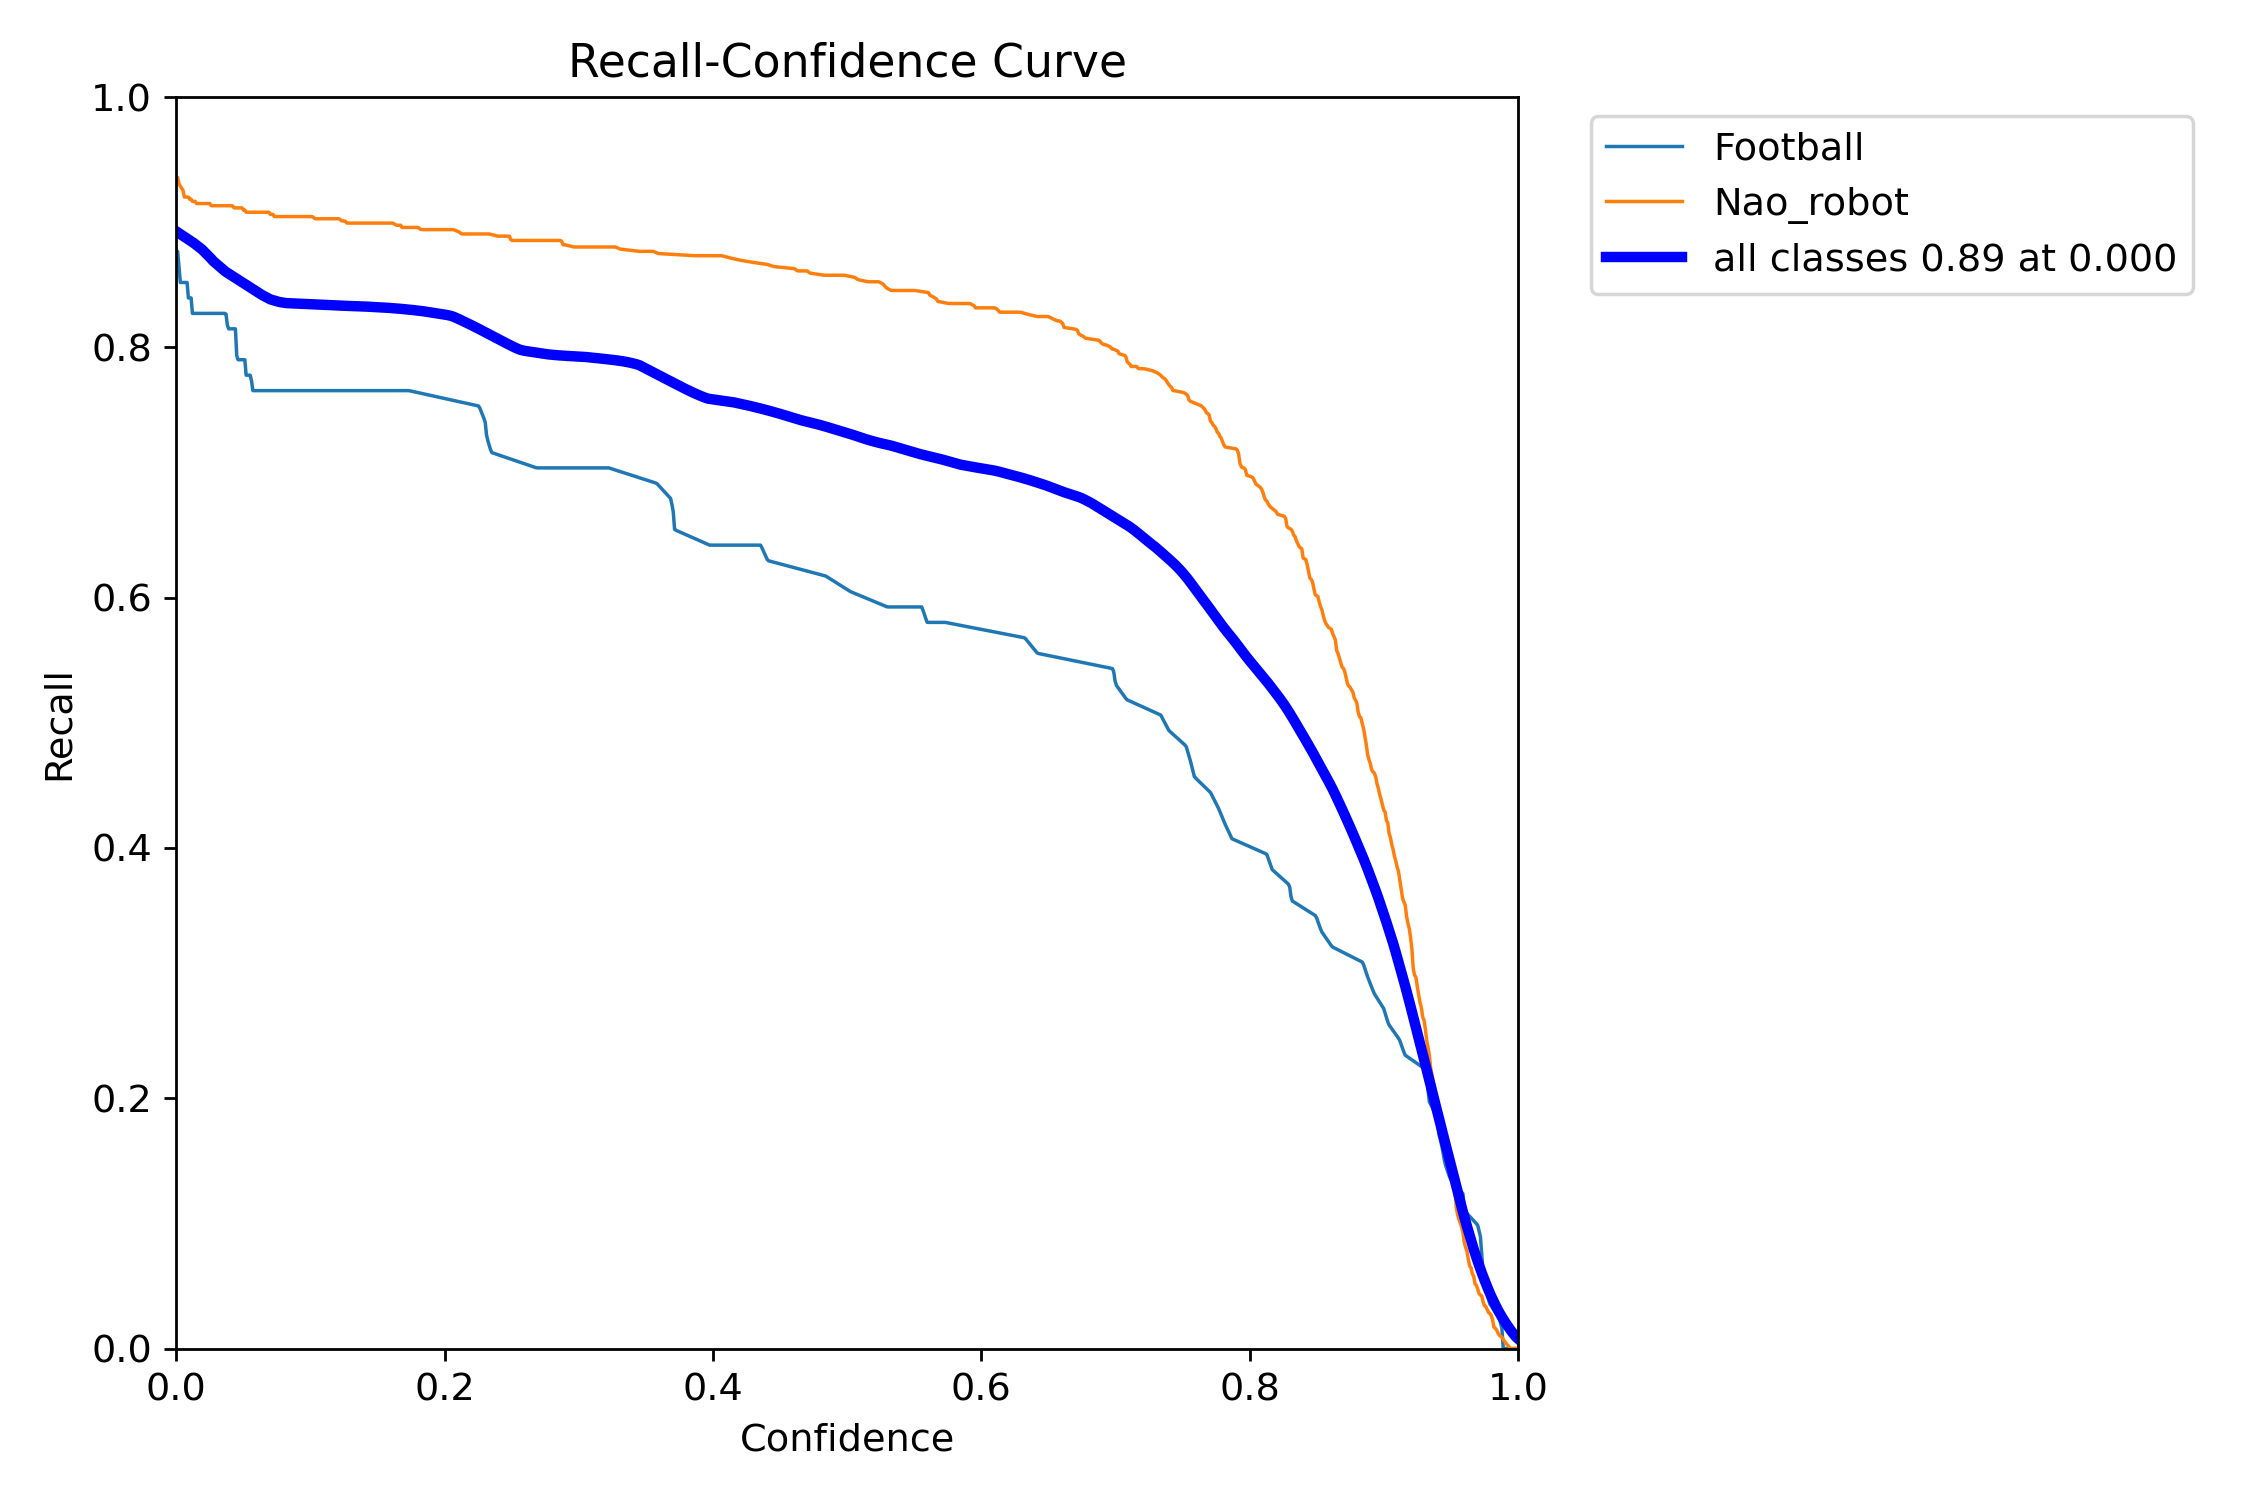 Recall-Confidence Curve
1.0
0.8
0.6
0.4
0.2
0.0
Recall
0.0 0.2 0.4 0.6 0.8 1.0
Confidence
Football
Nao_robot
all classes 0.89 at 0.000